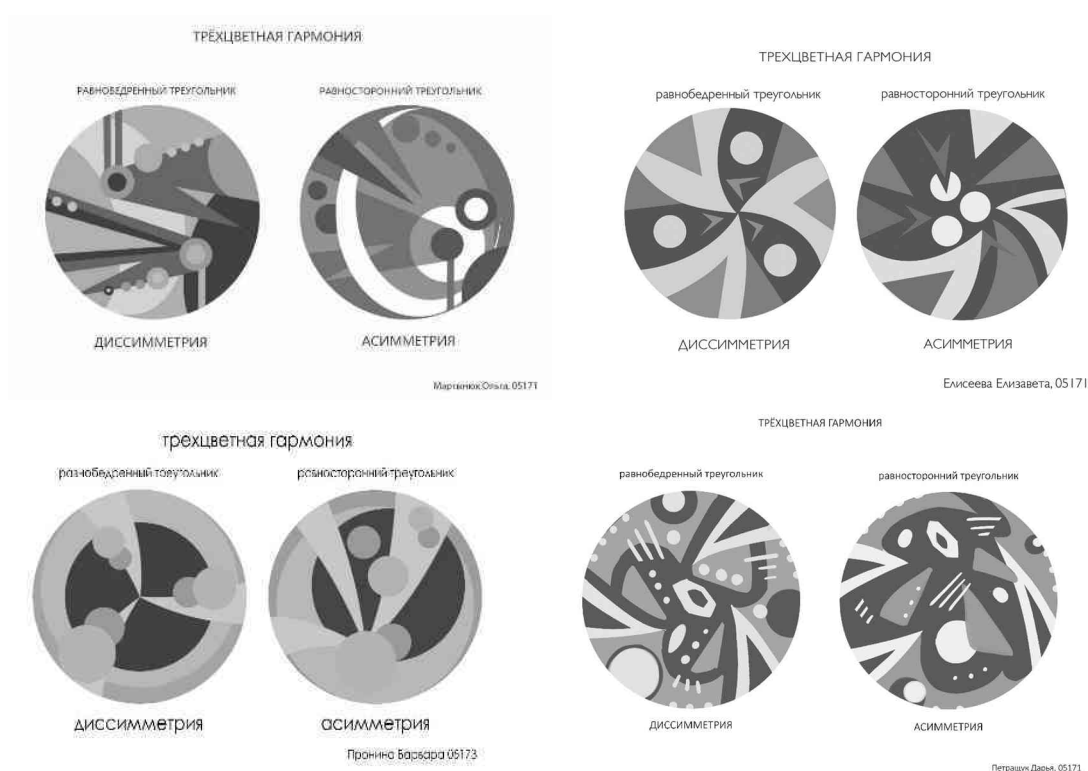 ТРЁХЦВЕТНАЯ ГАРМОНИЯ
РАВНОБЕДРЕННЫЙ ТРЕУГОЛЬНИК
РАВНОСТОРОННИЙ ТРЕУГОЛЬНИК
ДИССИММЕТРИЯ
АСИММЕТРИЯ
Мартынюк Ольга, 05171
ТРЕХЦВЕТНАЯ ГАРМОНИЯ
равнобедренный треугольник
равносторонний треугольник
ДИССИММЕТРИЯ
АСИММЕТРИЯ
Елисеева Елизавета, 05171
трехцветная гармония
равнобедренный треугольник
равносторонний треугольник
диссимметрия
асимметрия
Пронина Варвара 05173
ТРЁХЦВЕТНАЯ ГАРМОНИЯ
равнобедренный треугольник
равносторонний треугольник
ДИССИММЕТРИЯ
АСИММЕТРИЯ
Петращук Дарья, 05171